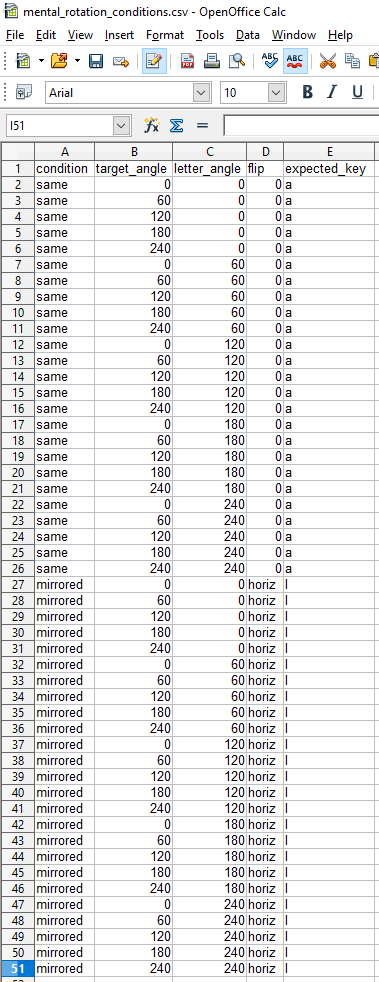 mental_rotation_conditions.csv - OpenOffice Calc
File Edit View Insert Format Tools Data Window Help
Arial 10 B I U
I51 fx Σ =
A B C D E
1 condition target_angle letter_angle flip expected_key
2 same 0 0 0 a
3 same 60 0 0 a
4 same 120 0 0 a
5 same 180 0 0 a
6 same 240 0 0 a
7 same 0 60 0 a
8 same 60 60 0 a
9 same 120 60 0 a
10 same 180 60 0 a
11 same 240 60 0 a
12 same 0 120 0 a
13 same 60 120 0 a
14 same 120 120 0 a
15 same 180 120 0 a
16 same 240 120 0 a
17 same 0 180 0 a
18 same 60 180 0 a
19 same 120 180 0 a
20 same 180 180 0 a
21 same 240 180 0 a
22 same 0 240 0 a
23 same 60 240 0 a
24 same 120 240 0 a
25 same 180 240 0 a
26 same 240 240 0 a
27 mirrored 0 0 horiz l
28 mirrored 60 0 horiz l
29 mirrored 120 0 horiz l
30 mirrored 180 0 horiz l
31 mirrored 240 0 horiz l
32 mirrored 0 60 horiz l
33 mirrored 60 60 horiz l
34 mirrored 120 60 horiz l
35 mirrored 180 60 horiz l
36 mirrored 240 60 horiz l
37 mirrored 0 120 horiz l
38 mirrored 60 120 horiz l
39 mirrored 120 120 horiz l
40 mirrored 180 120 horiz l
41 mirrored 240 120 horiz l
42 mirrored 0 180 horiz l
43 mirrored 60 180 horiz l
44 mirrored 120 180 horiz l
45 mirrored 180 180 horiz l
46 mirrored 240 180 horiz l
47 mirrored 0 240 horiz l
48 mirrored 60 240 horiz l
49 mirrored 120 240 horiz l
50 mirrored 180 240 horiz l
51 mirrored 240 240 horiz l